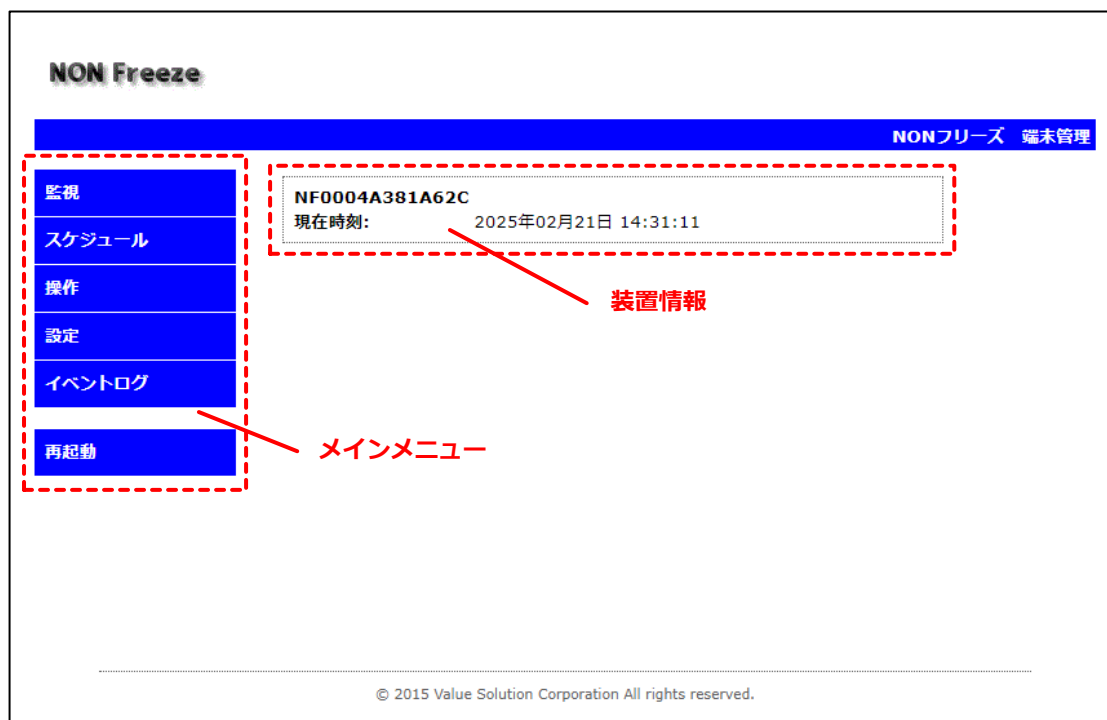 NON Freeze
NONフリーズ　端末管理
監視
スケジュール
操作
設定
イベントログ
再起動
NF0004A381A62C
現在時刻: 2025年02月21日 14:31:11
装置情報
メインメニュー
© 2015 Value Solution Corporation All rights reserved.